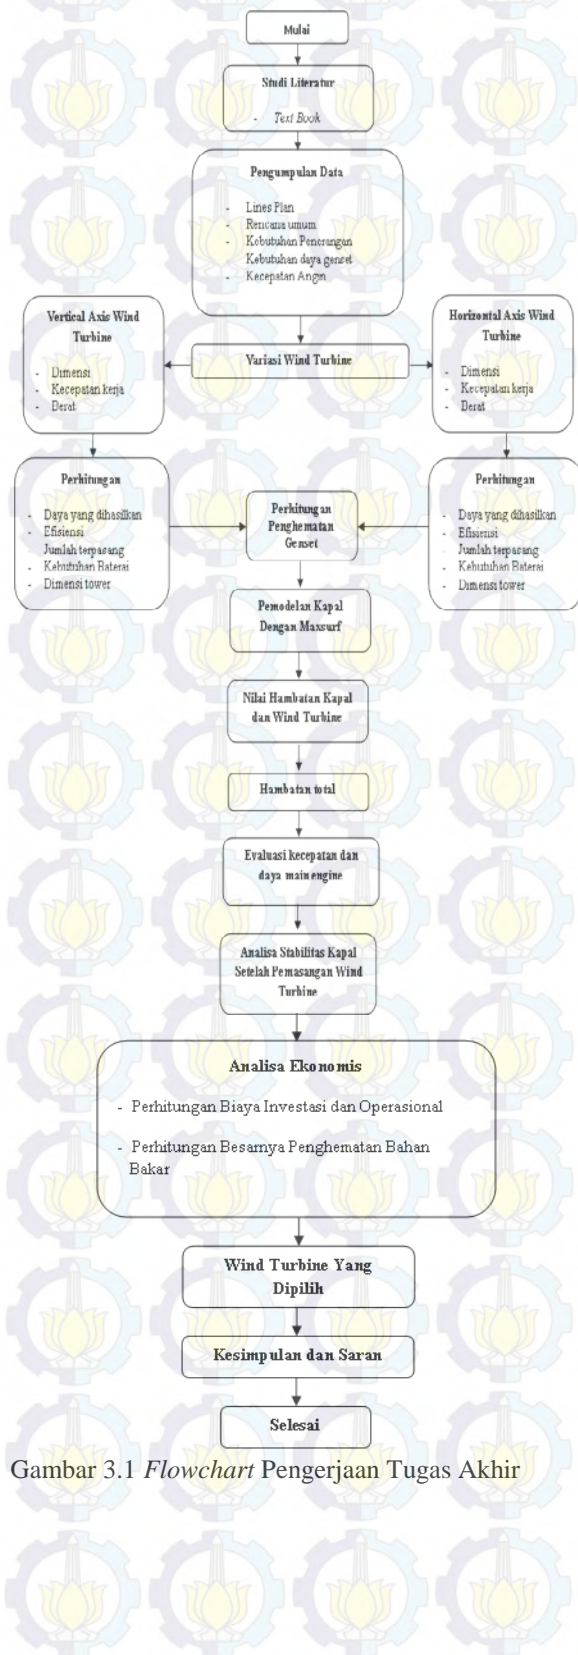 Mulai
Studi Literatur
- Text Book
Pengumpulan Data
- Lines Plan
- Rencana umum
- Kebutuhan Penerangan
Kebutuhan daya genset
- Kecepatan Angin
Vertical Axis Wind
Turbine
- Dimensi
- Kecepatan kerja
- Berat
Variasi Wind Turbine
Horizontal Axis Wind
Turbine
- Dimensi
- Kecepatan kerja
- Berat
Perhitungan
- Daya yang dihasilkan
- Efisiensi
Jumlah terpasang
- Kebutuhan Baterai
- Dimensi tower
Perhitungan
Penghematan
Genset
Perhitungan
- Daya yang dihasilkan
- Efisiensi
Jumlah terpasang
- Kebutuhan Baterai
- Dimensi tower
Pemodelan Kapal
Dengan Maxsurf
Nilai Hambatan Kapal
dan Wind Turbine
Hambatan total
Evaluasi kecepatan dan
daya main engine
Analisa Stabilitas Kapal
Setelah Pemasangan Wind
Turbine
Analisa Ekonomis
- Perhitungan Biaya Investasi dan Operasional
- Perhitungan Besarnya Penghematan Bahan
Bakar
Wind Turbine Yang
Dipilih
Kesimpulan dan Saran
Selesai
Gambar 3.1 Flowchart Pengerjaan Tugas Akhir